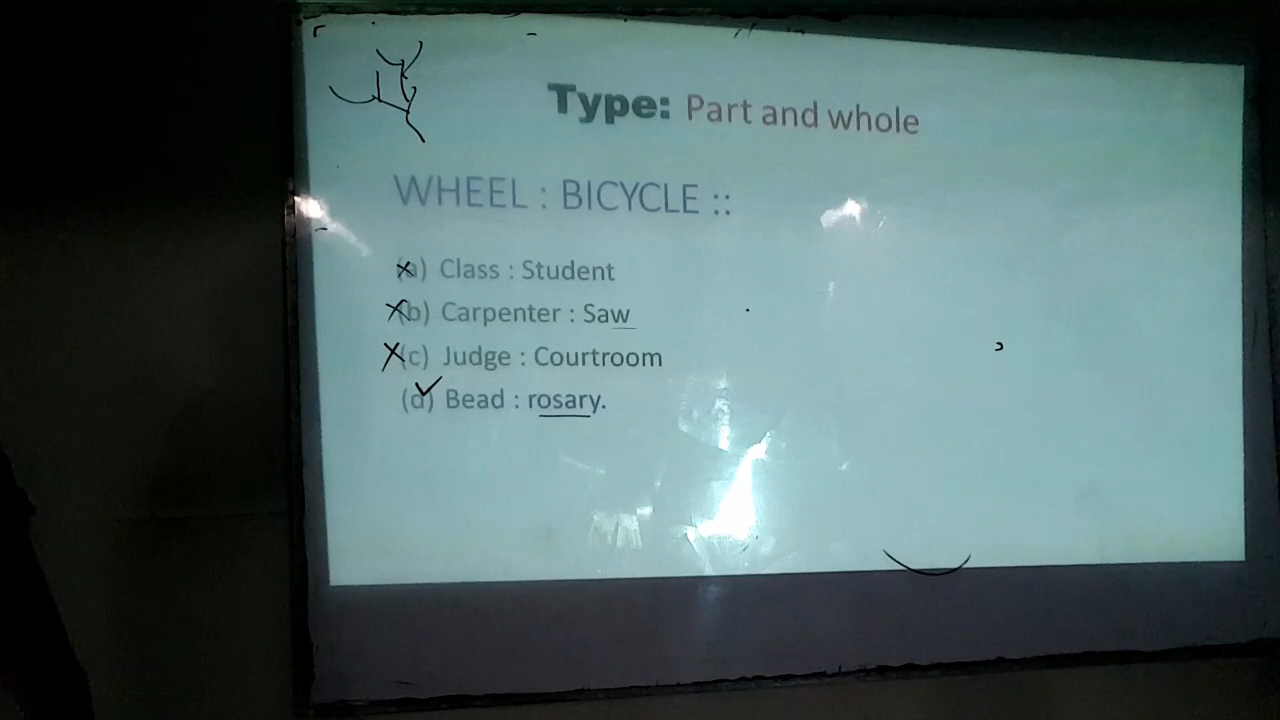 Type: Part and whole
WHEEL : BICYCLE ::
(a) Class : Student
(b) Carpenter : Saw
(c) Judge : Courtroom
(d) Bead : rosary.